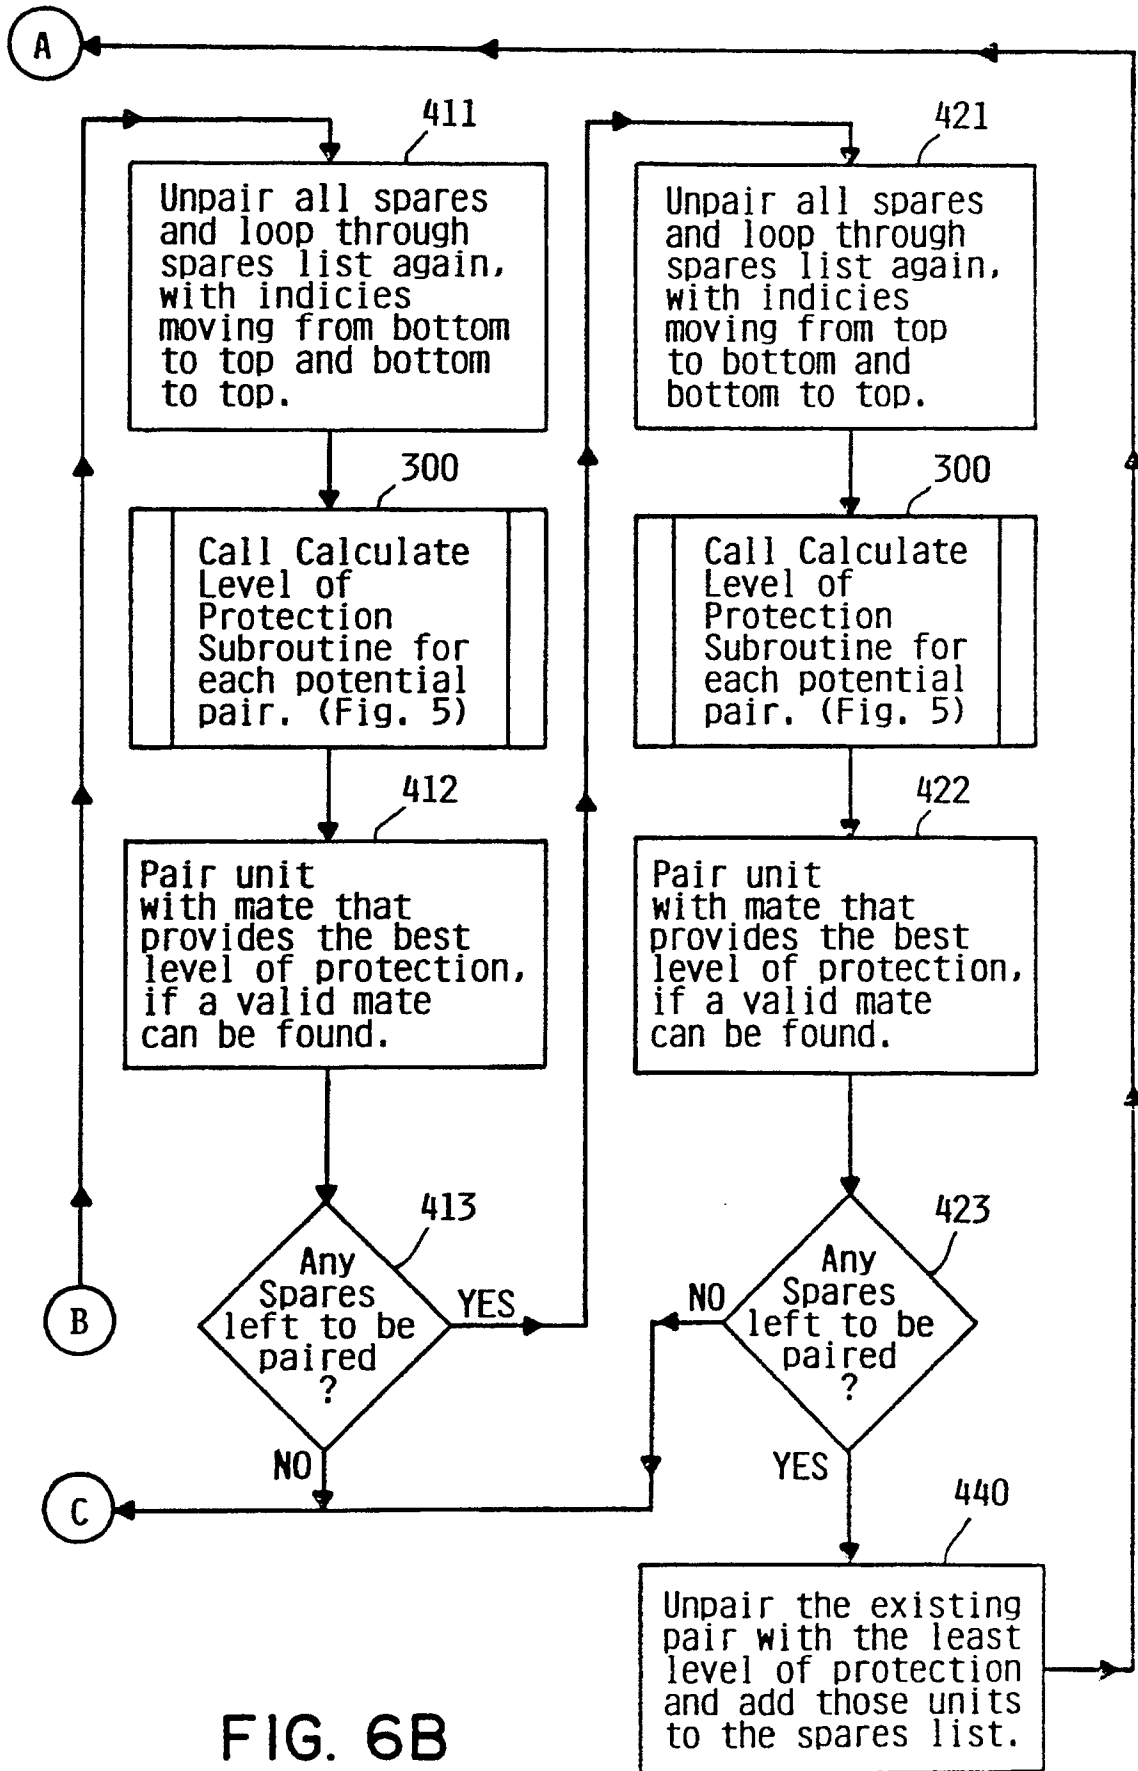 A
411
Unpair all spares
and loop through
spares list again,
with indicies
moving from bottom
to top and bottom
to top.
300
Call Calculate
Level of
Protection
Subroutine for
each potential
pair. (Fig. 5)
412
Pair unit
with mate that
provides the best
level of protection,
if a valid mate
can be found.
413
Any
Spares
left to be
paired
?
YES
NO
B
C
421
Unpair all spares
and loop through
spares list again,
with indicies
moving from top
to bottom and
bottom to top.
300
Call Calculate
Level of
Protection
Subroutine for
each potential
pair. (Fig. 5)
422
Pair unit
with mate that
provides the best
level of protection,
if a valid mate
can be found.
423
Any
Spares
left to be
paired
?
NO
YES
440
Unpair the existing
pair with the least
level of protection
and add those units
to the spares list.
FIG. 6B